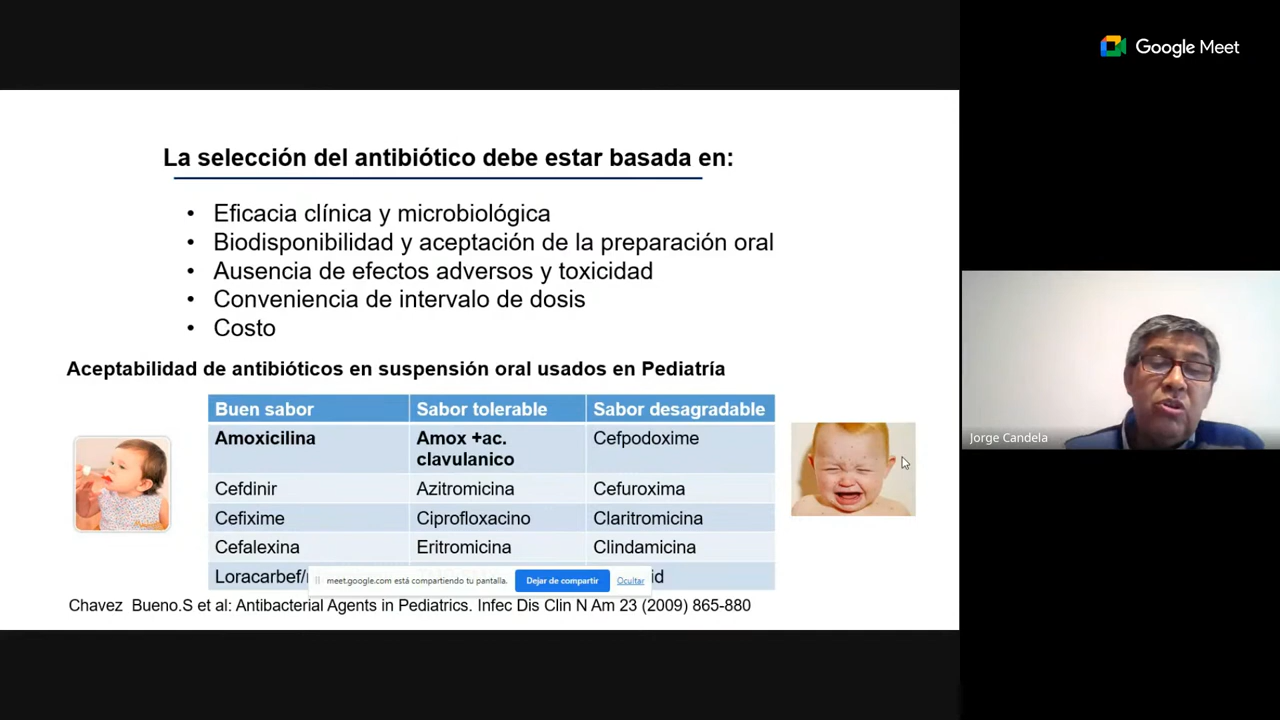 Google Meet
La selección del antibiótico debe estar basada en:
• Eficacia clínica y microbiológica
• Biodisponibilidad y aceptación de la preparación oral
• Ausencia de efectos adversos y toxicidad
• Conveniencia de intervalo de dosis
• Costo
Aceptabilidad de antibióticos en suspensión oral usados en Pediatría
Buen sabor Sabor tolerable Sabor desagradable
Amoxicilina Amox +ac. clavulanico Cefpodoxime
Cefdinir Azitromicina Cefuroxima
Cefixime Ciprofloxacino Claritromicina
Cefalexina Eritromicina Clindamicina
Loracarbef/
meet.google.com está compartiendo tu pantalla. Dejar de compartir Ocultar
Chavez Bueno.S et al: Antibacterial Agents in Pediatrics. Infec Dis Clin N Am 23 (2009) 865-880
Jorge Candela